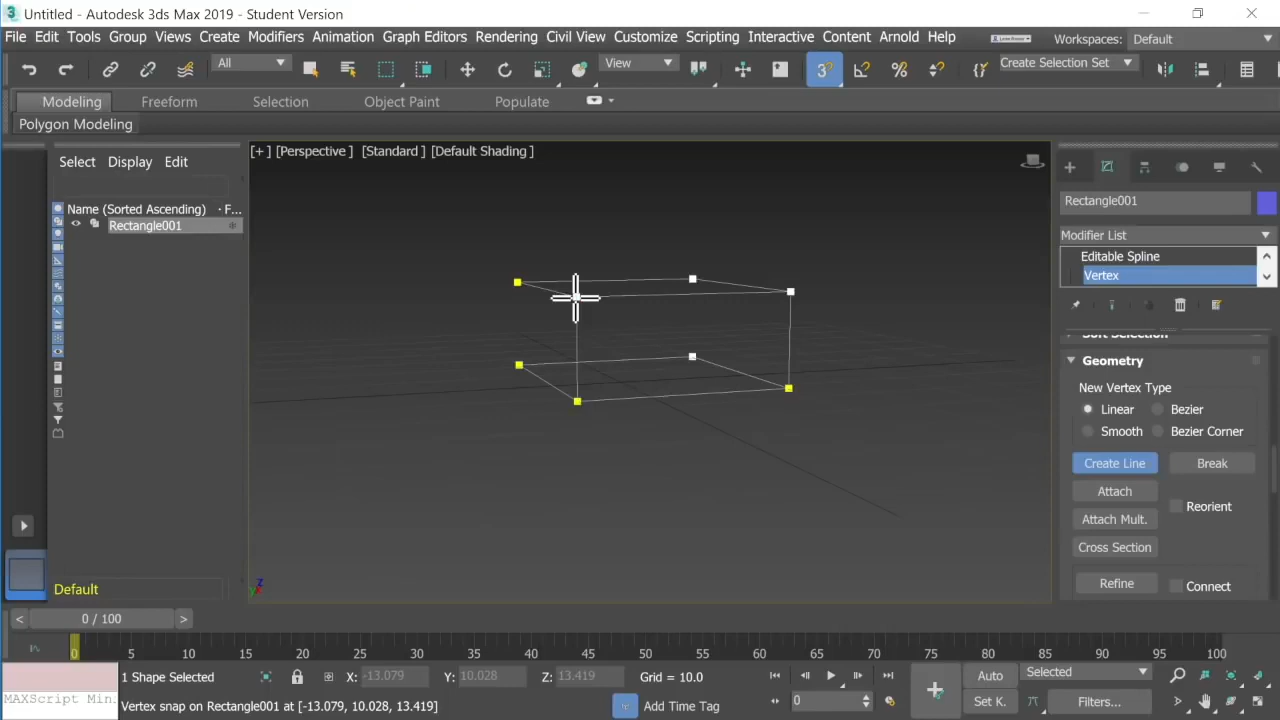 Untitled - Autodesk 3ds Max 2019 - Student Version
File Edit Tools Group Views Create Modifiers Animation Graph Editors Rendering Civil View Customize Scripting Interactive Content Arnold Help Workspaces: Default
All View Create Selection Set
Modeling Freeform Selection Object Paint Populate
Polygon Modeling
Select Display Edit
[+] [Perspective] [Standard] [Default Shading]
Name (Sorted Ascending) F...
Rectangle001
Rectangle001
Modifier List
Editable Spline
Vertex
Soft Selection
Geometry
New Vertex Type
Linear Bezier
Smooth Bezier Corner
Create Line Break
Attach
Reorient
Attach Mult.
Cross Section
Refine Connect
z
Default
< 0 / 100 >
0 5 10 15 20 25 30 35 40 45 50 55 60 65 70 75 80 85 90 95 100
1 Shape Selected X: -13.079 Y: 10.028 Z: 13.419 Grid = 10.0 Auto Selected
MAXScript Min. Vertex snap on Rectangle001 at [-13.079, 10.028, 13.419] Add Time Tag 0 Set K. Filters...